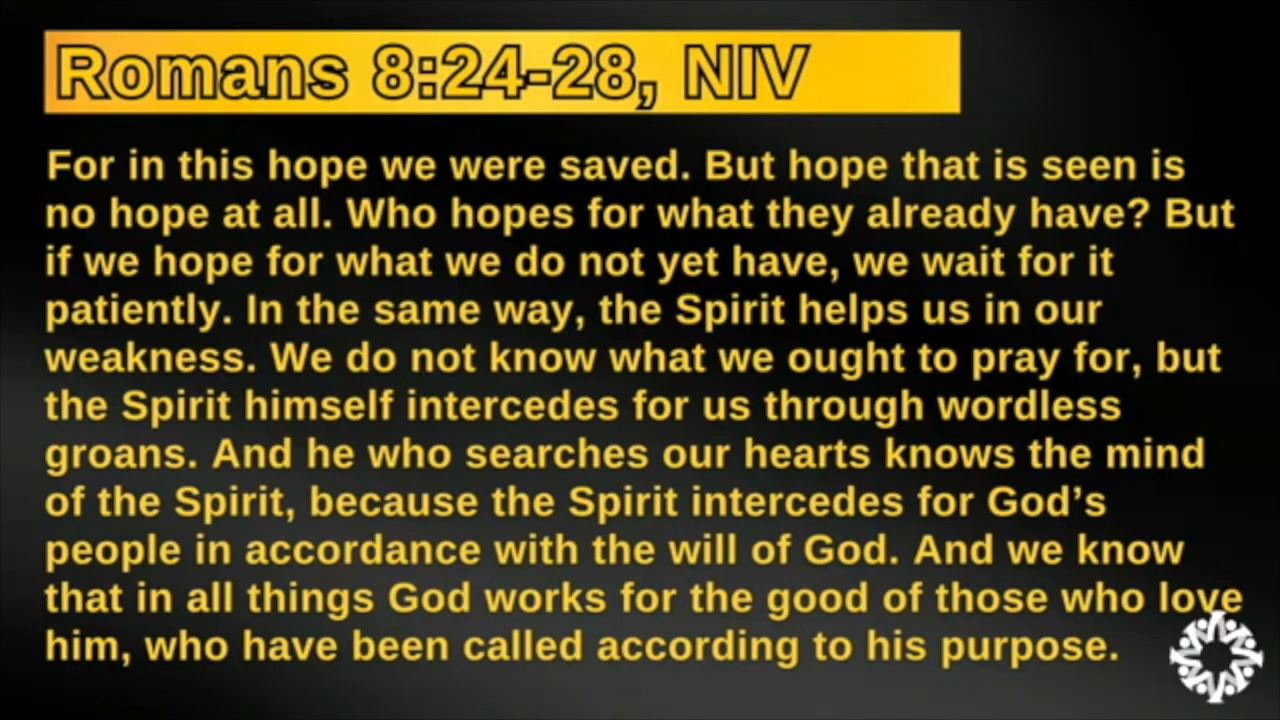 Romans 8:24-28, NIV
For in this hope we were saved. But hope that is seen is
no hope at all. Who hopes for what they already have? But
if we hope for what we do not yet have, we wait for it
patiently. In the same way, the Spirit helps us in our
weakness. We do not know what we ought to pray for, but
the Spirit himself intercedes for us through wordless
groans. And he who searches our hearts knows the mind
of the Spirit, because the Spirit intercedes for God’s
people in accordance with the will of God. And we know
that in all things God works for the good of those who love
him, who have been called according to his purpose.